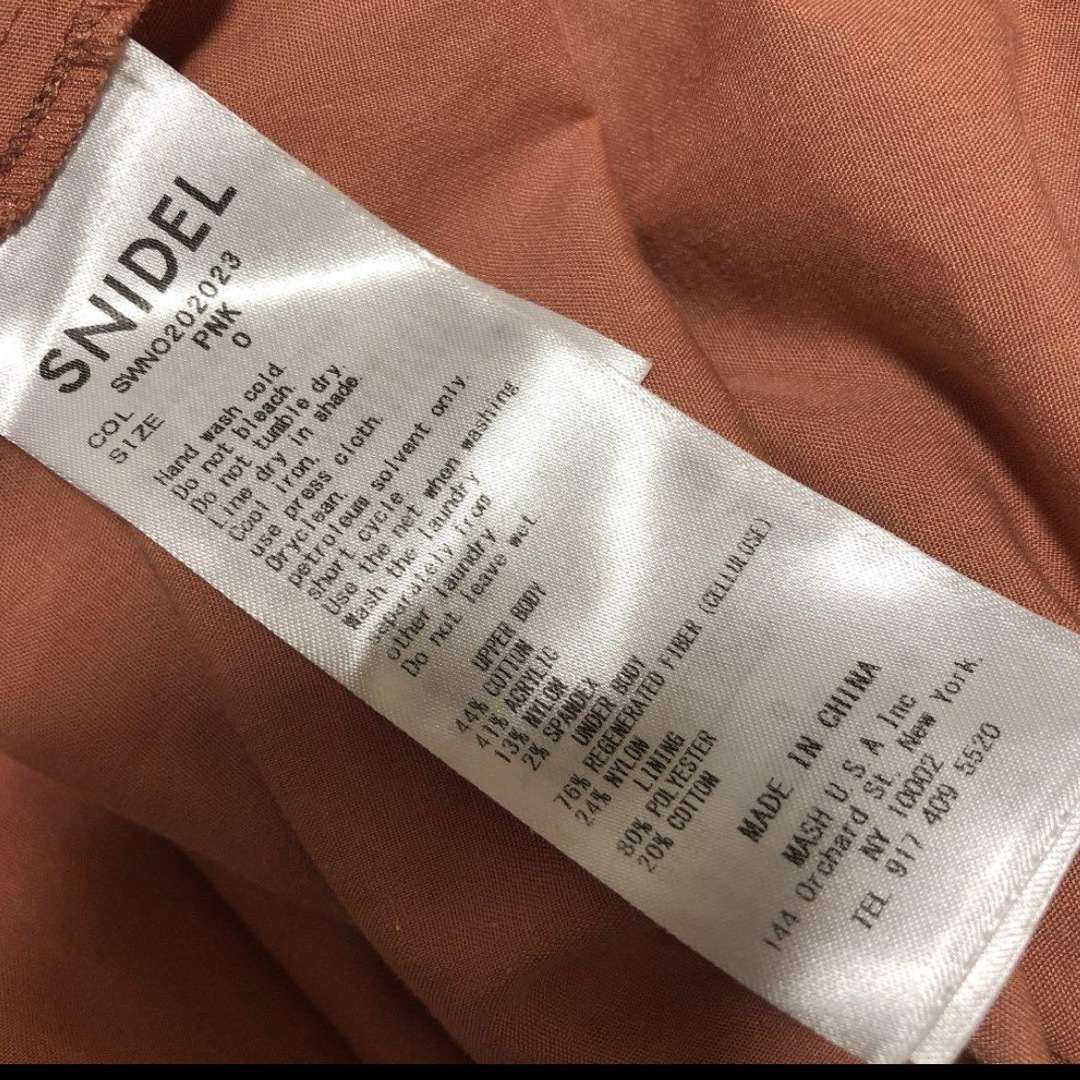 SNIDEL
SWNO202023
COL PNK
SIZE 0
Hand wash cold
Do not bleach.
Do not tumble dry
Line dry in shade.
Cool iron.
use press cloth.
Dryclean.
petroleum solvent only.
short cycle.
Use the net when washing
Wash the laundry
separately from
other laundry
Do not leave wet
UPPER BODY
44% COTTON
41% ACRYLIC
13% NYLON
2% SPANDEX
UNDER BODY
76% REGENERATED FIBER (CELLULOSE)
24% NYLON
LINING
80% POLYESTER
20% COTTON
MADE IN CHINA
MASH U S A Inc
144 Orchard St. New York.
NY 10002
TEL 917 409 5520